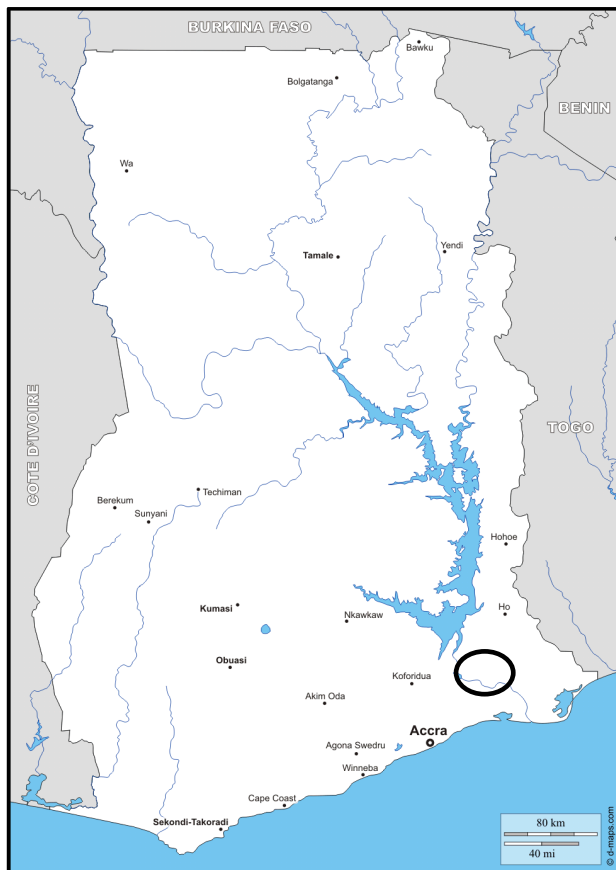 BURKINA FASO
Bawku
Bolgatanga
BENIN
Wa
Tamale
Yendi
COTE D'IVOIRE
TOGO
Techiman
Berekum
Sunyani
Hohoe
Kumasi
Nkawkaw
Ho
Obuasi
Koforidua
Akim Oda
Accra
Agona Swedru
Winneba
Cape Coast
Sekondi-Takoradi
80 km
40 mi
© d-maps.com